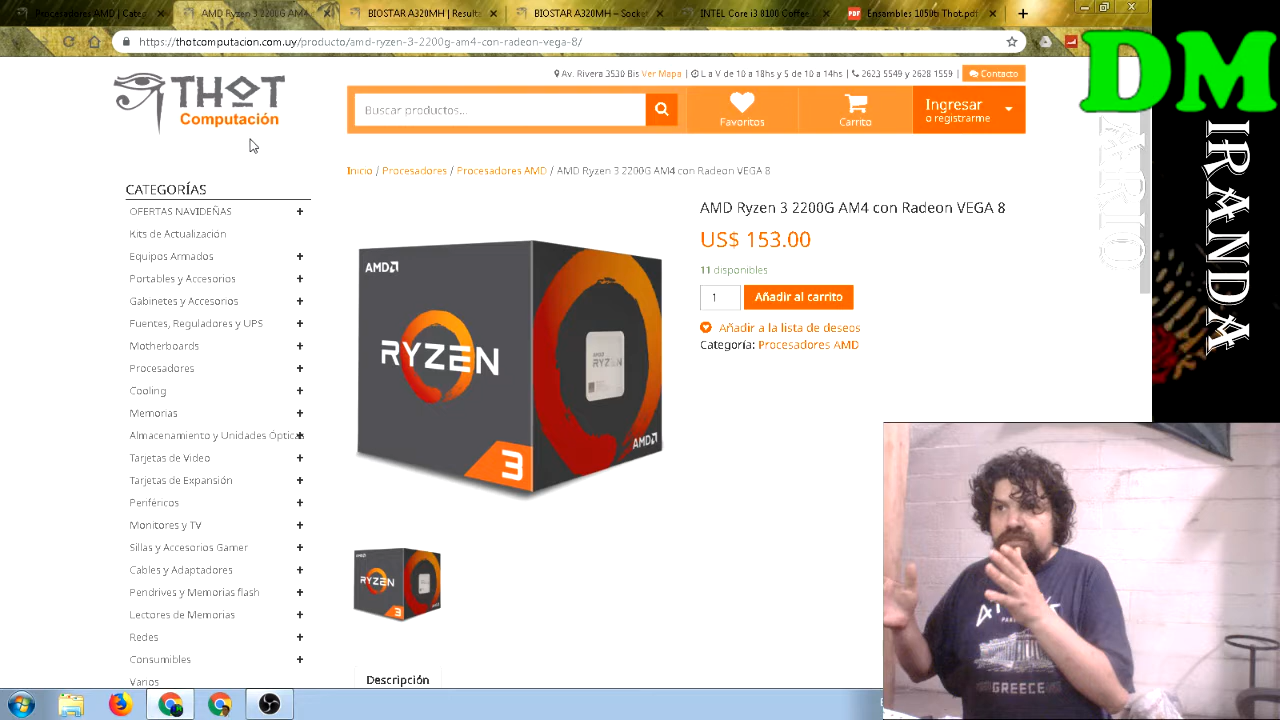 Procesadores AMD | Categ
AMD Ryzen 3 2200G AM4
BIOSTAR A320MH | Results
BIOSTAR A320MH – Socke
INTEL Core i3 8100 Coffee
PDF Ensambles 1050ti Thot.pdf
https://thotcomputacion.com.uy/producto/amd-ryzen-3-2200g-am4-con-radeon-vega-8/
DM
IRANDA
ARIO
THOT
Computación
Av. Rivera 3530 Bis Ver Mapa | L a V de 10 a 18hs y S de 10 a 14hs | 2623 5549 y 2628 1559 | Contacto
Buscar productos...
Favoritos
Carrito
Ingresar
o registrarme
Inicio / Procesadores / Procesadores AMD / AMD Ryzen 3 2200G AM4 con Radeon VEGA 8
CATEGORÍAS
OFERTAS NAVIDEÑAS +
Kits de Actualización
Equipos Armados +
Portables y Accesorios +
Gabinetes y Accesorios +
Fuentes, Reguladores y UPS +
Motherboards +
Procesadores +
Cooling +
Memorias +
Almacenamiento y Unidades Ópticas +
Tarjetas de Video +
Tarjetas de Expansión +
Periféricos +
Monitores y TV +
Sillas y Accesorios Gamer +
Cables y Adaptadores +
Pendrives y Memorias flash +
Lectores de Memorias +
Redes +
Consumibles +
Varios
AMD Ryzen 3 2200G AM4 con Radeon VEGA 8
US$ 153.00
11 disponibles
1
Añadir al carrito
Añadir a la lista de deseos
Categoría: Procesadores AMD
AMD
RYZEN
3
RYZEN
AMD
RYZEN
3
Descripción
GREECE